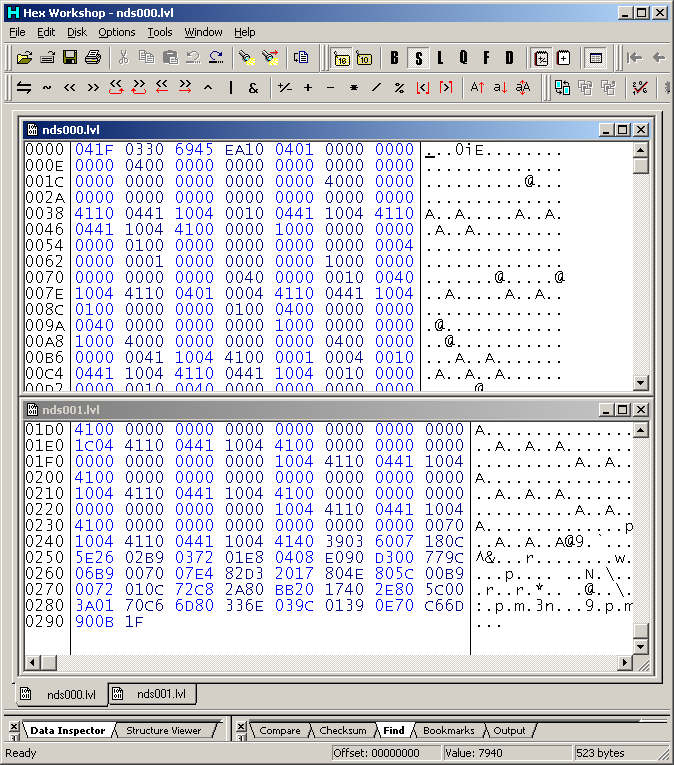 Hex Workshop - nds000.lvl
File Edit Disk Options Tools Window Help
B S L Q F D
nds000.lvl
0000 041F 0330 6945 EA10 0401 0000 0000 _..0iE........
000E 0000 0400 0000 0000 0000 0000 0000 ..............
001C 0000 0000 0000 0000 0000 4000 0000 ..........@...
002A 0000 0000 0000 0000 0000 0000 0000 ..............
0038 4110 0441 1004 0010 0441 1004 4110 A..A.....A..A.
0046 0441 1004 4100 0000 1000 0000 0000 .A..A.........
0054 0000 0100 0000 0000 0000 0000 0004 ..............
0062 0000 0001 0000 0000 0000 1000 0000 ..............
0070 0000 0000 0000 0040 0000 0010 0040 .......@.....@
007E 1004 4110 0401 0004 4110 0441 1004 ..A.....A..A..
008C 0100 0000 0000 0100 0400 0000 0000 ..............
009A 0040 0000 0000 0000 1000 0000 0000 .@............
00A8 1000 4000 0000 0000 0000 0400 0000 ..@...........
00B6 0000 0041 1004 4100 0001 0004 0010 ...A..A.......
00C4 0441 1004 4110 0441 1004 0010 0000 .A..A..A......
00D2 0000 0010 0040 0000 0000 0000 0000
nds001.lvl
01D0 4100 0000 0000 0000 0000 0000 0000 0000 A...............
01E0 1C04 4110 0441 1004 4100 0000 0000 0000 ..A..A..A.......
01F0 0000 0000 0000 0000 1004 4110 0441 1004 ..........A..A..
0200 4100 0000 0000 0000 0000 0000 0000 0000 A...............
0210 1004 4110 0441 1004 4100 0000 0000 0000 ..A..A..A.......
0220 0000 0000 0000 0000 1004 4110 0441 1004 ..........A..A..
0230 4100 0000 0000 0000 0000 0000 0000 0070 A..............p
0240 1004 4110 0441 1004 4140 3903 6007 180C ..A..A..A@9.`...
0250 5E26 02B9 0372 01E8 0408 E090 D300 779C ^&...r........w.
0260 06B9 0070 07E4 82D3 2017 804E 805C 00B9 ...p.... ..N.\..
0270 0072 010C 72C8 2A80 BB20 1740 2E80 5C00 .r..r.*.. .@..\.
0280 3A01 70C6 6D80 336E 039C 0139 0E70 C66D :.p.m.3n...9.p.m
0290 900B 1F ...
nds000.lvl nds001.lvl
Data Inspector Structure Viewer Compare Checksum Find Bookmarks Output
Ready Offset: 00000000 Value: 7940 523 bytes